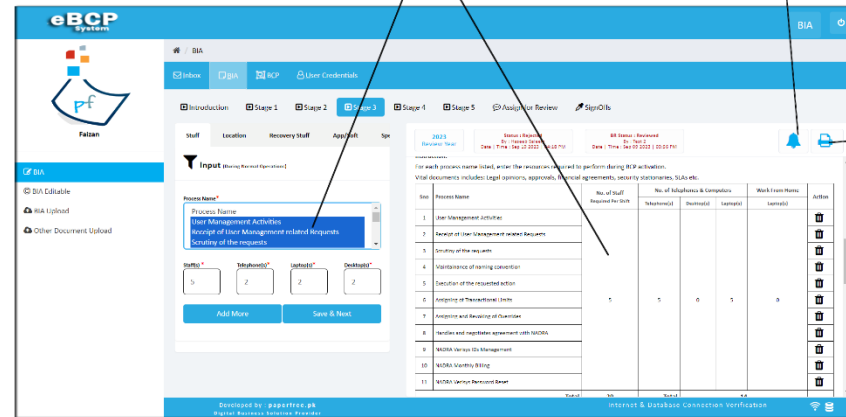 eBCP
System
BIA
Faizan
BIA
BIA Editable
BIA Upload
Other Document Upload
/ BIA
Inbox BIA BCP User Credentials
Introduction Stage 1 Stage 2 Stage 3 Stage 4 Stage 5 Assign for Review SignOffs
Staff Location Recovery Staff App/Soft Spe
Input (During Normal Operations)
Process Name*
Process Name
User Management Activities
Receipt of User Management related Requests
Scrutiny of the requests
Staff(s)* Telephone(s)* Laptop(s)* Desktop(s)*
5 2 2 2
Add More Save & Next
2023
Review Year
Status : Rejected
BR Status : Reviewed
For each process name listed, enter the resources required to perform during BCP activation.
Vital documents includes: Legal opinions, approvals, financial agreements, security stationaries, SLAs etc.
Process Name No. of Staff Required Per Shift No. of Telephones & Computers Work From Home Action
Telephone(s) Desktop(s) Laptop(s) Laptop(s)
1 User Management Activities
2 Receipt of User Management related Requests
3 Scrutiny of the requests
4 Maintainance of naming convention
5 Execution of the requested action
6 Assigning of Transactional Limits 5 5 0 5 0
7 Assigning and Revoking of Overrides
8 Handles and negotiates agreement with NADRA
9 NADRA Verisys IDs Management
10 NADRA Monthly Billing
11 NADRA Verisys Password Reset
Total Total
Developed by : paperfree.pk
Digital Business Solution Provider
Internet & Database Connection Verification